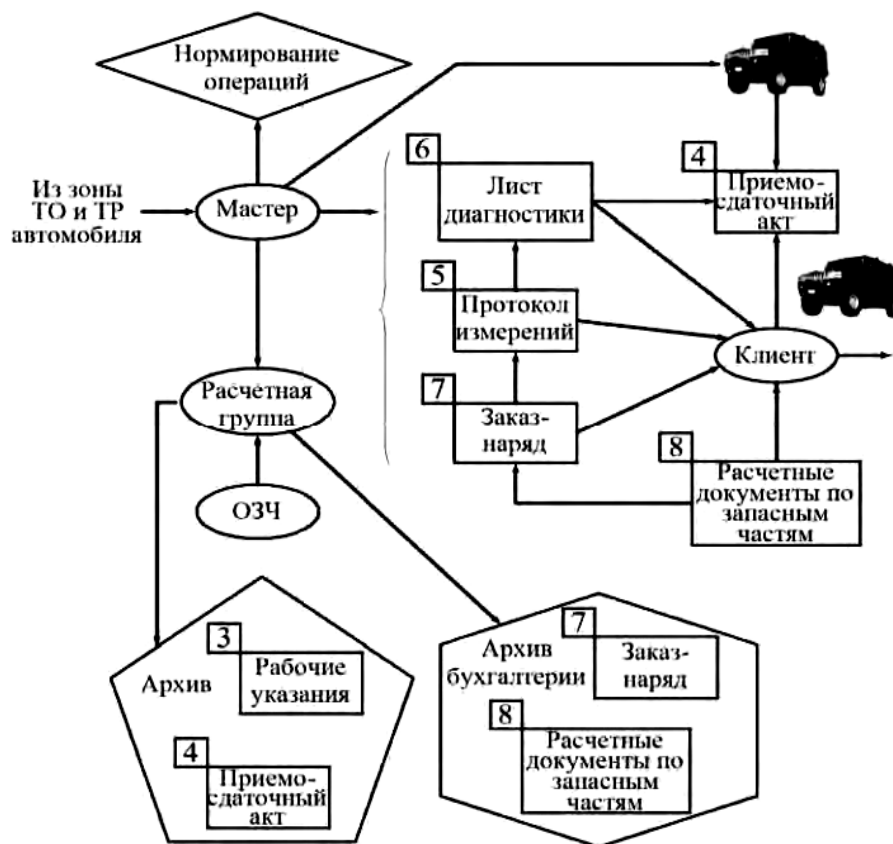 Нормирование
операций
Из зоны
ТО и ТР
автомобиля
Мастер
6
Лист
диагностики
4
Приемо-
сдаточный
акт
5
Протокол
измерений
Клиент
7
Заказ-
наряд
8
Расчетные
документы по
запасным
частям
Расчетная
группа
ОЗЧ
Архив
3
Рабочие
указания
4
Приемо-
сдаточный
акт
Архив
бухгалтерии
7
Заказ-
наряд
8
Расчетные
документы по
запасным
частям